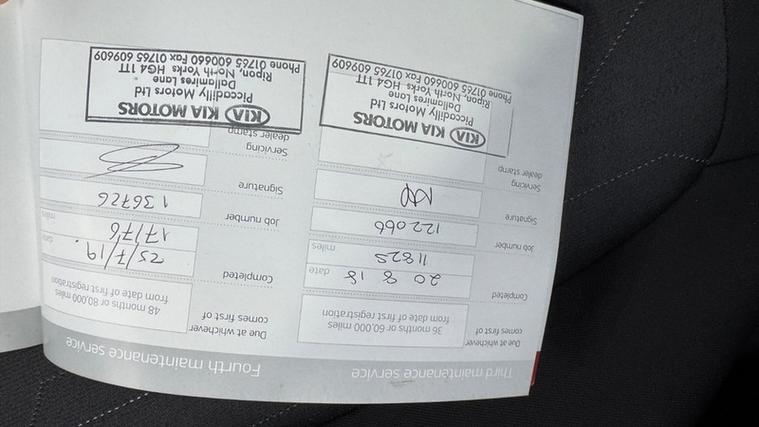 Third maintenance service
Due at whichever
comes first of
36 months or 60,000 miles
from date of first registration
Completed
20 8 18 date
11823 miles
Job number
122066
Signature
Servicing
dealer stamp
KIA KIA MOTORS
Piccadilly Motors Ltd
Dallamires Lane
Ripon, North Yorks HG4 1TT
Phone 01765 600660 Fax 01765 609609
Fourth maintenance service
Due at whichever
comes first of
48 months or 80,000 miles
from date of first registration
Completed
25/7/19. date
17176 miles
Job number
136726
Signature
Servicing
dealer stamp
KIA KIA MOTORS
Piccadilly Motors Ltd
Dallamires Lane
Ripon, North Yorks HG4 1TT
Phone 01765 600660 Fax 01765 609609